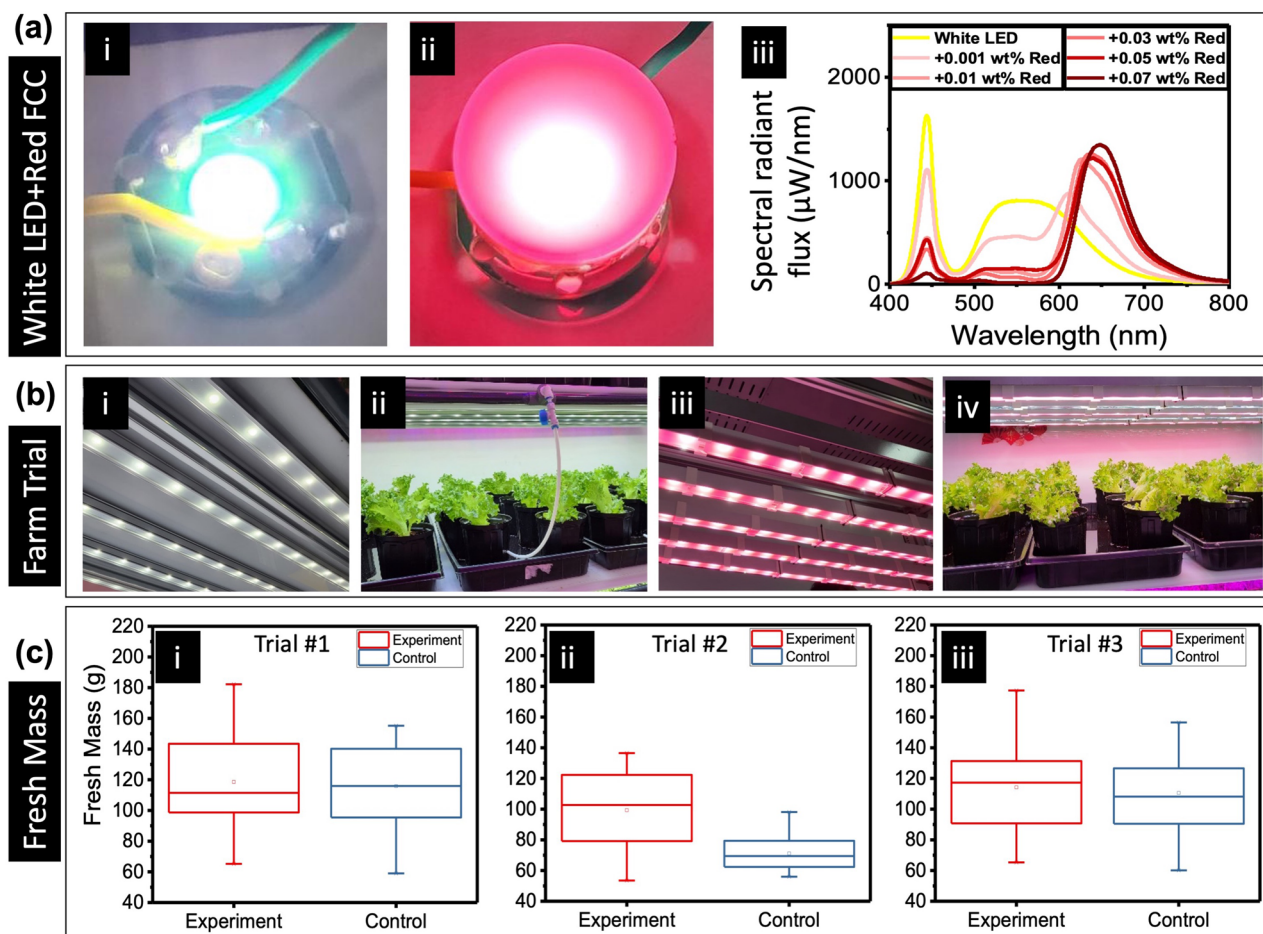 (a)
White LED+Red FCC
i
ii
iii
Spectral radiant
flux (µW/nm)
2000
1000
0
White LED
+0.001 wt% Red
+0.01 wt% Red
+0.03 wt% Red
+0.05 wt% Red
+0.07 wt% Red
400 500 600 700 800
Wavelength (nm)
(b)
Farm Trial
i
ii
iii
iv
(c)
Fresh Mass
Fresh Mass (g)
220
200
180
160
140
120
100
80
60
40
i
Trial #1
Experiment
Control
Experiment Control
220
200
180
160
140
120
100
80
60
40
ii
Trial #2
Experiment
Control
Experiment Control
220
200
180
160
140
120
100
80
60
40
iii
Trial #3
Experiment
Control
Experiment Control